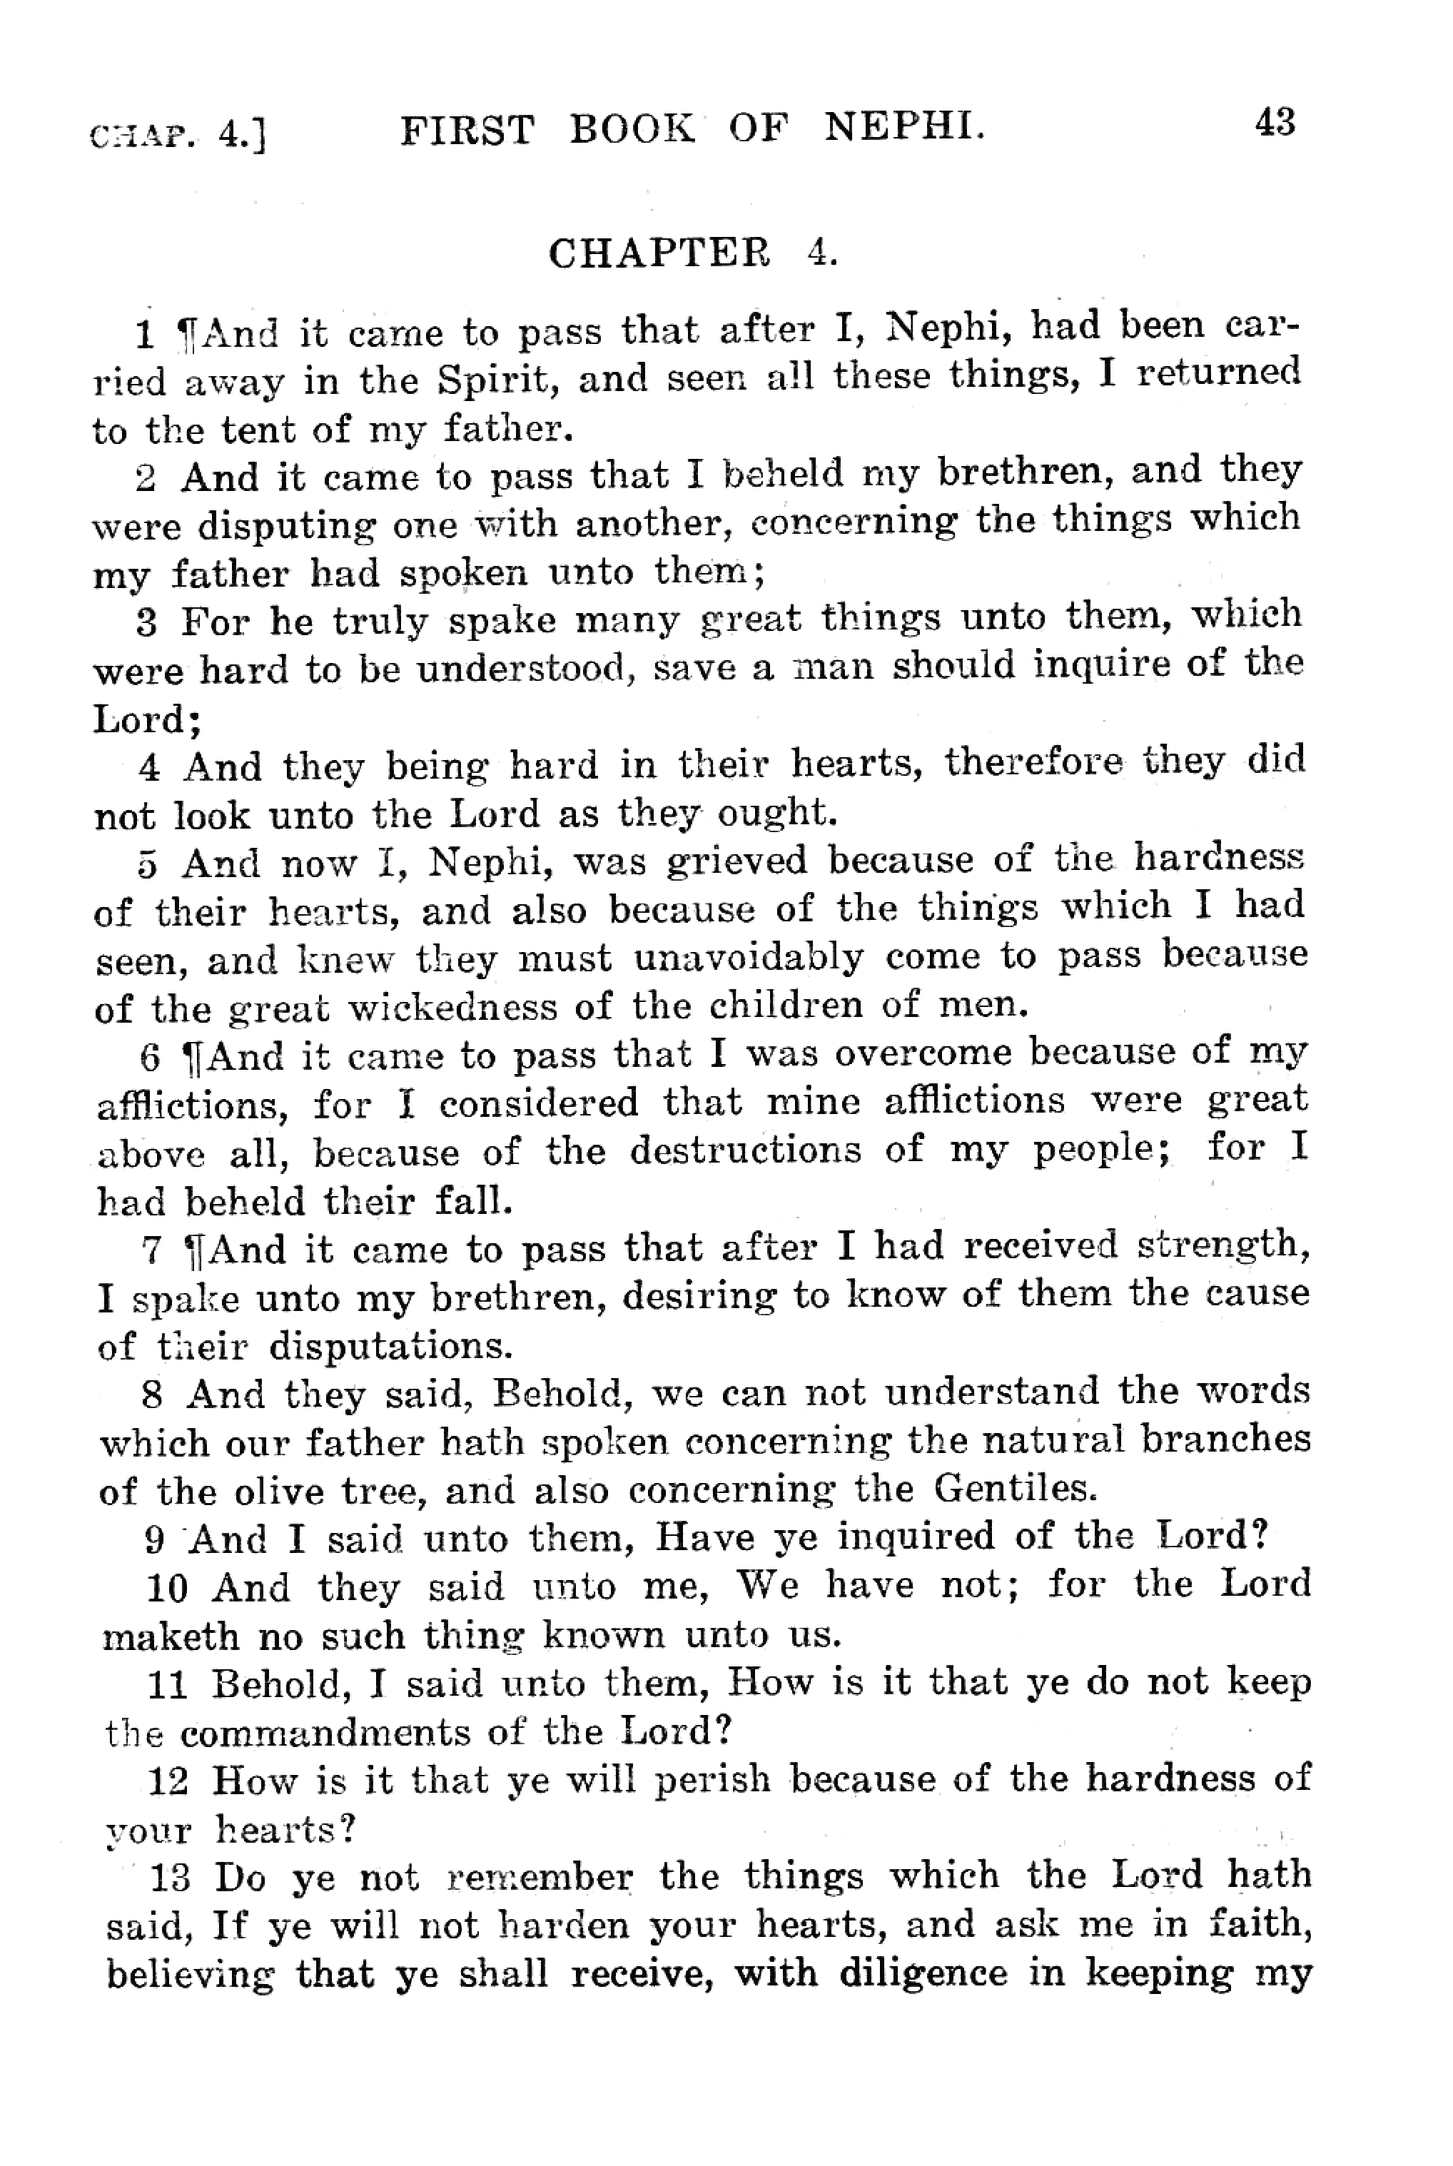 CHAP. 4.] FIRST BOOK OF NEPHI. 43
CHAPTER 4.
1 ¶And it came to pass that after I, Nephi, had been car-
ried away in the Spirit, and seen all these things, I returned
to the tent of my father.
2 And it came to pass that I beheld my brethren, and they
were disputing one with another, concerning the things which
my father had spoken unto them;
3 For he truly spake many great things unto them, which
were hard to be understood, save a man should inquire of the
Lord;
4 And they being hard in their hearts, therefore they did
not look unto the Lord as they ought.
5 And now I, Nephi, was grieved because of the hardness
of their hearts, and also because of the things which I had
seen, and knew they must unavoidably come to pass because
of the great wickedness of the children of men.
6 ¶And it came to pass that I was overcome because of my
afflictions, for I considered that mine afflictions were great
above all, because of the destructions of my people; for I
had beheld their fall.
7 ¶And it came to pass that after I had received strength,
I spake unto my brethren, desiring to know of them the cause
of their disputations.
8 And they said, Behold, we can not understand the words
which our father hath spoken concerning the natural branches
of the olive tree, and also concerning the Gentiles.
9 And I said unto them, Have ye inquired of the Lord?
10 And they said unto me, We have not; for the Lord
maketh no such thing known unto us.
11 Behold, I said unto them, How is it that ye do not keep
the commandments of the Lord?
12 How is it that ye will perish because of the hardness of
your hearts?
13 Do ye not remember the things which the Lord hath
said, If ye will not harden your hearts, and ask me in faith,
believing that ye shall receive, with diligence in keeping my